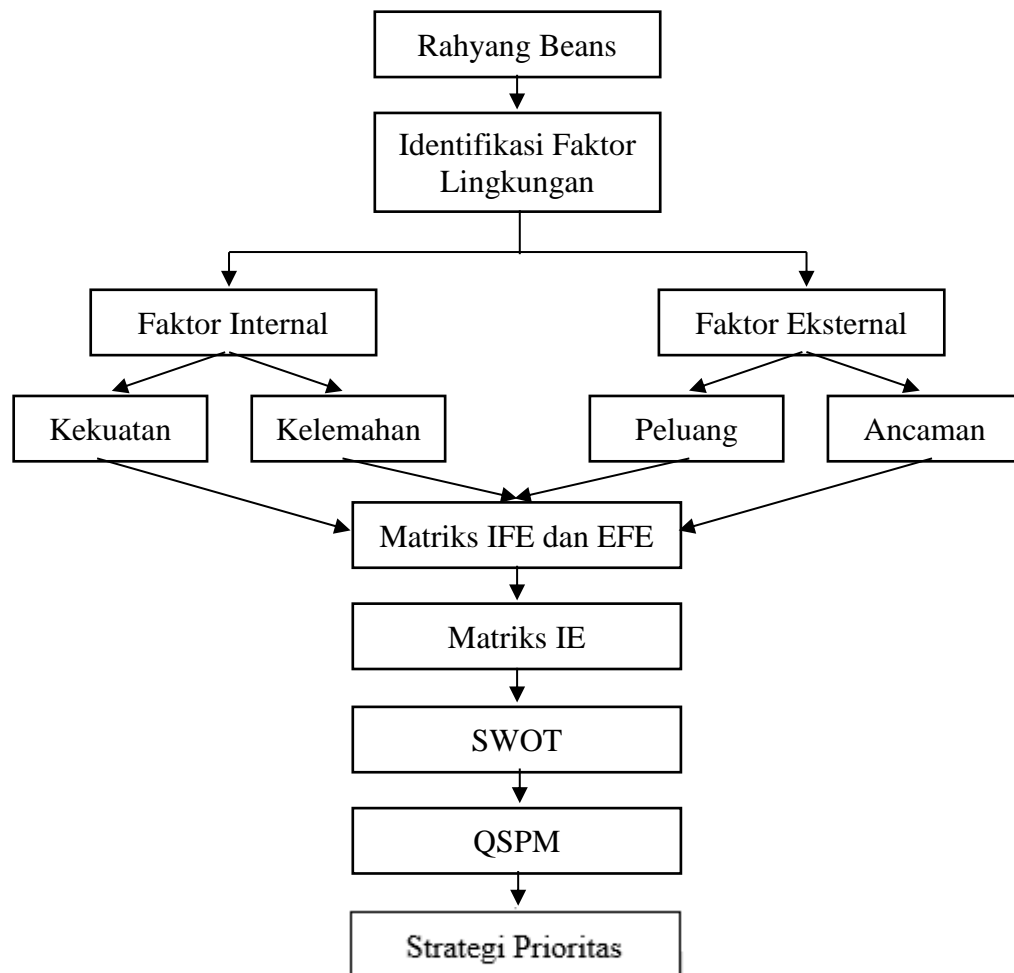 Rahyang Beans
Identifikasi Faktor
Lingkungan
Faktor Internal
Faktor Eksternal
Kekuatan
Kelemahan
Peluang
Ancaman
Matriks IFE dan EFE
Matriks IE
SWOT
QSPM
Strategi Prioritas